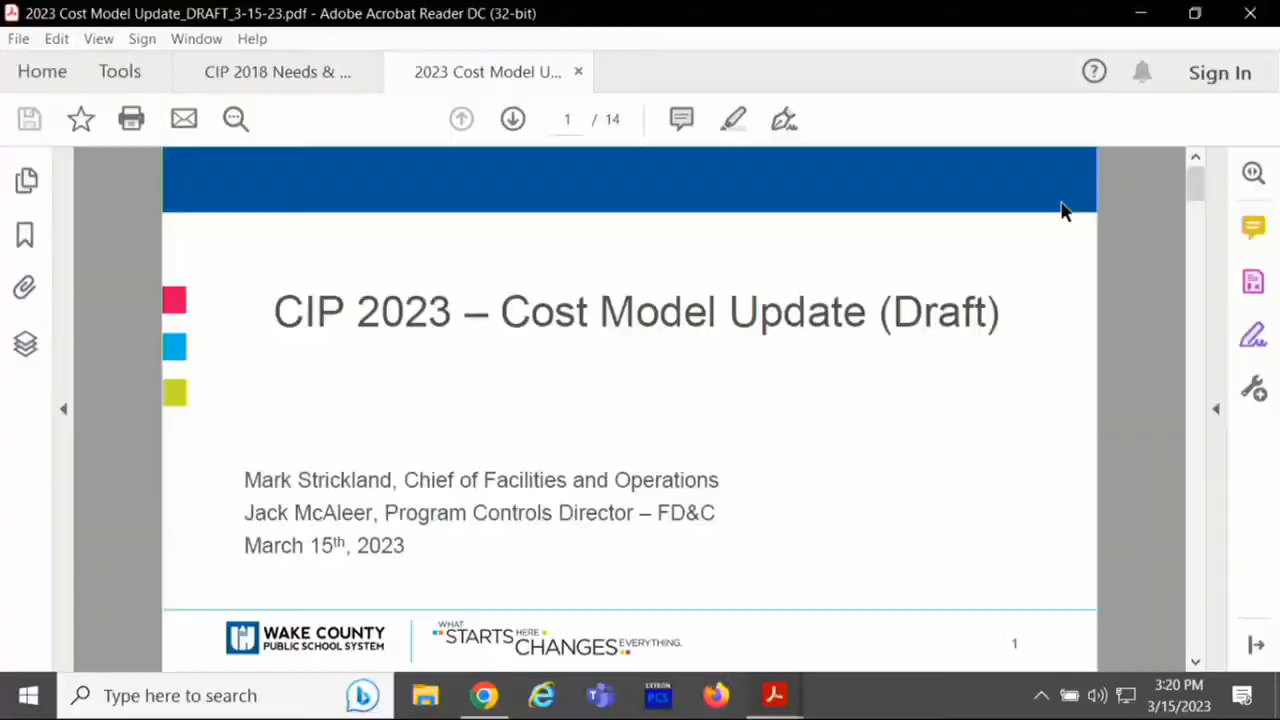 2023 Cost Model Update_DRAFT_3-15-23.pdf - Adobe Acrobat Reader DC (32-bit)
File Edit View Sign Window Help
Home Tools CIP 2018 Needs & ... 2023 Cost Model U... × Sign In
1 / 14
CIP 2023 – Cost Model Update (Draft)
Mark Strickland, Chief of Facilities and Operations
Jack McAleer, Program Controls Director – FD&C
March 15th, 2023
WAKE COUNTY
PUBLIC SCHOOL SYSTEM
WHAT
STARTS HERE
CHANGES EVERYTHING.
1
Type here to search
EXTRON
PCS
3:20 PM
3/15/2023